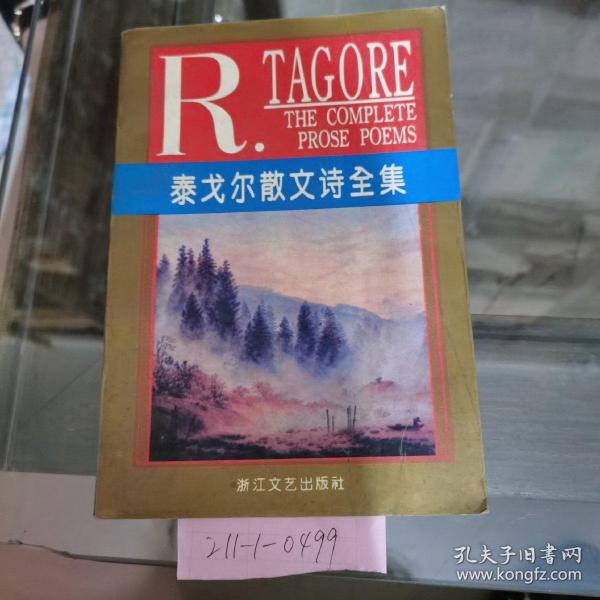 R.
TAGORE
THE COMPLETE
PROSE POEMS
泰戈尔散文诗全集
浙江文艺出版社
211-1-0499
孔夫子旧书网
www.kongfz.com